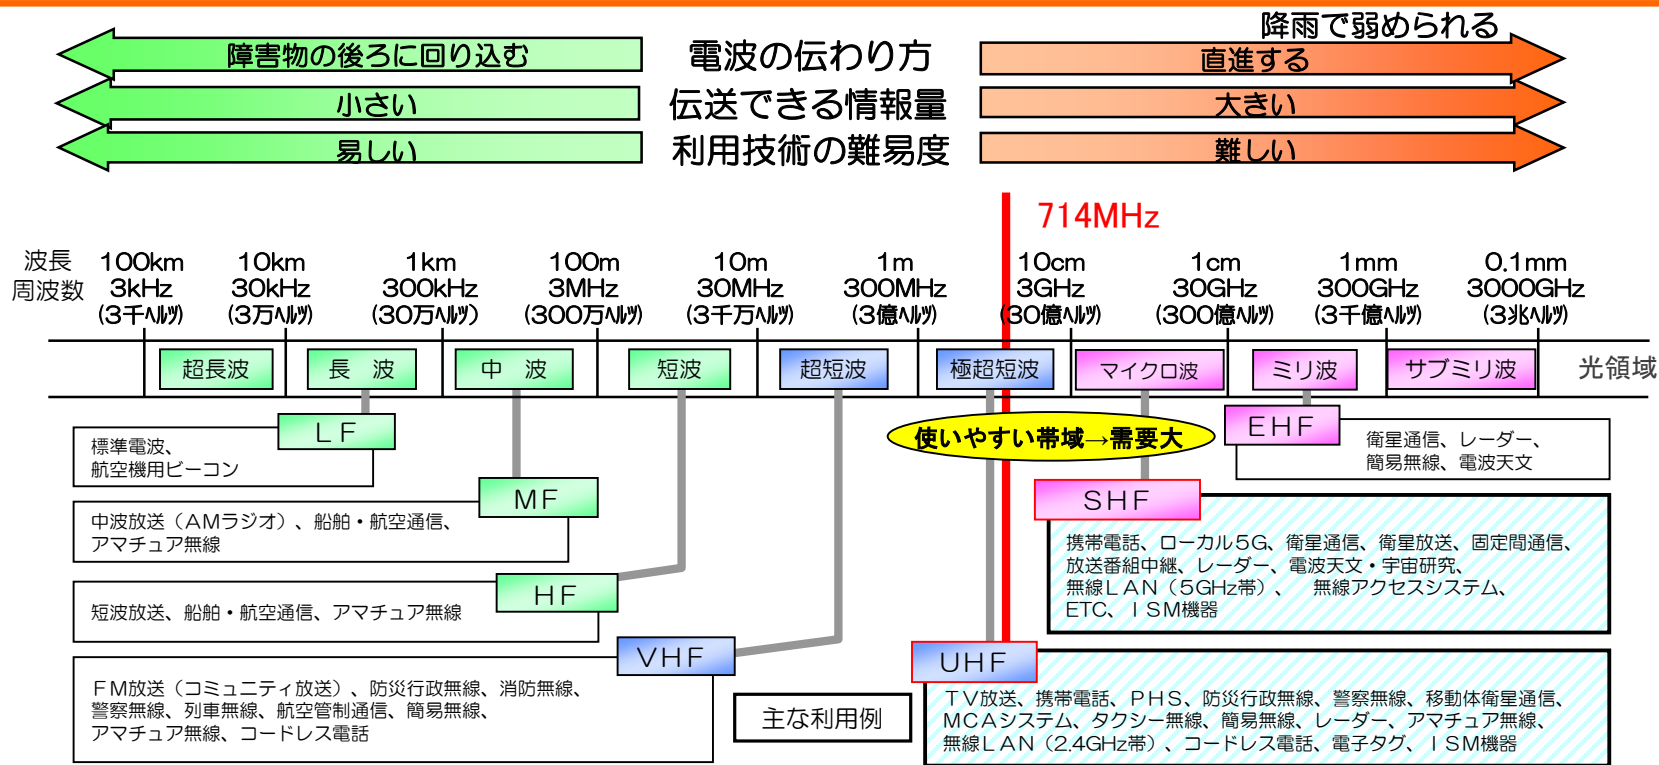 降雨で弱められる
障害物の後ろに回り込む 電波の伝わり方 直進する
小さい 伝送できる情報量 大きい
易しい 利用技術の難易度 難しい
714MHz
波長 100km 10km 1km 100m 10m 1m 10cm 1cm 1mm 0.1mm
周波数 3kHz 30kHz 300kHz 3MHz 30MHz 300MHz 3GHz 30GHz 300GHz 3000GHz
(3千ヘルツ) (3万ヘルツ) (30万ヘルツ) (300万ヘルツ) (3千万ヘルツ) (3億ヘルツ) (30億ヘルツ) (300億ヘルツ) (3千億ヘルツ) (3兆ヘルツ)
超長波 長 波 中 波 短波 超短波 極超短波 マイクロ波 ミリ波 サブミリ波 光領域
使いやすい帯域→需要大
LF
標準電波、
航空機用ビーコン
EHF
衛星通信、レーダー、
簡易無線、電波天文
MF
中波放送（AMラジオ）、船舶・航空通信、
アマチュア無線
SHF
携帯電話、ローカル5G、衛星通信、衛星放送、固定間通信、
放送番組中継、レーダー、電波天文・宇宙研究、
無線LAN（5GHz帯）、 無線アクセスシステム、
ETC、ISM機器
HF
短波放送、船舶・航空通信、アマチュア無線
VHF
FM放送（コミュニティ放送）、防災行政無線、消防無線、
警察無線、列車無線、航空管制通信、簡易無線、
アマチュア無線、コードレス電話
主な利用例
UHF
TV放送、携帯電話、PHS、防災行政無線、警察無線、移動体衛星通信、
MCAシステム、タクシー無線、簡易無線、レーダー、アマチュア無線、
無線LAN（2.4GHz帯）、コードレス電話、電子タグ、ISM機器